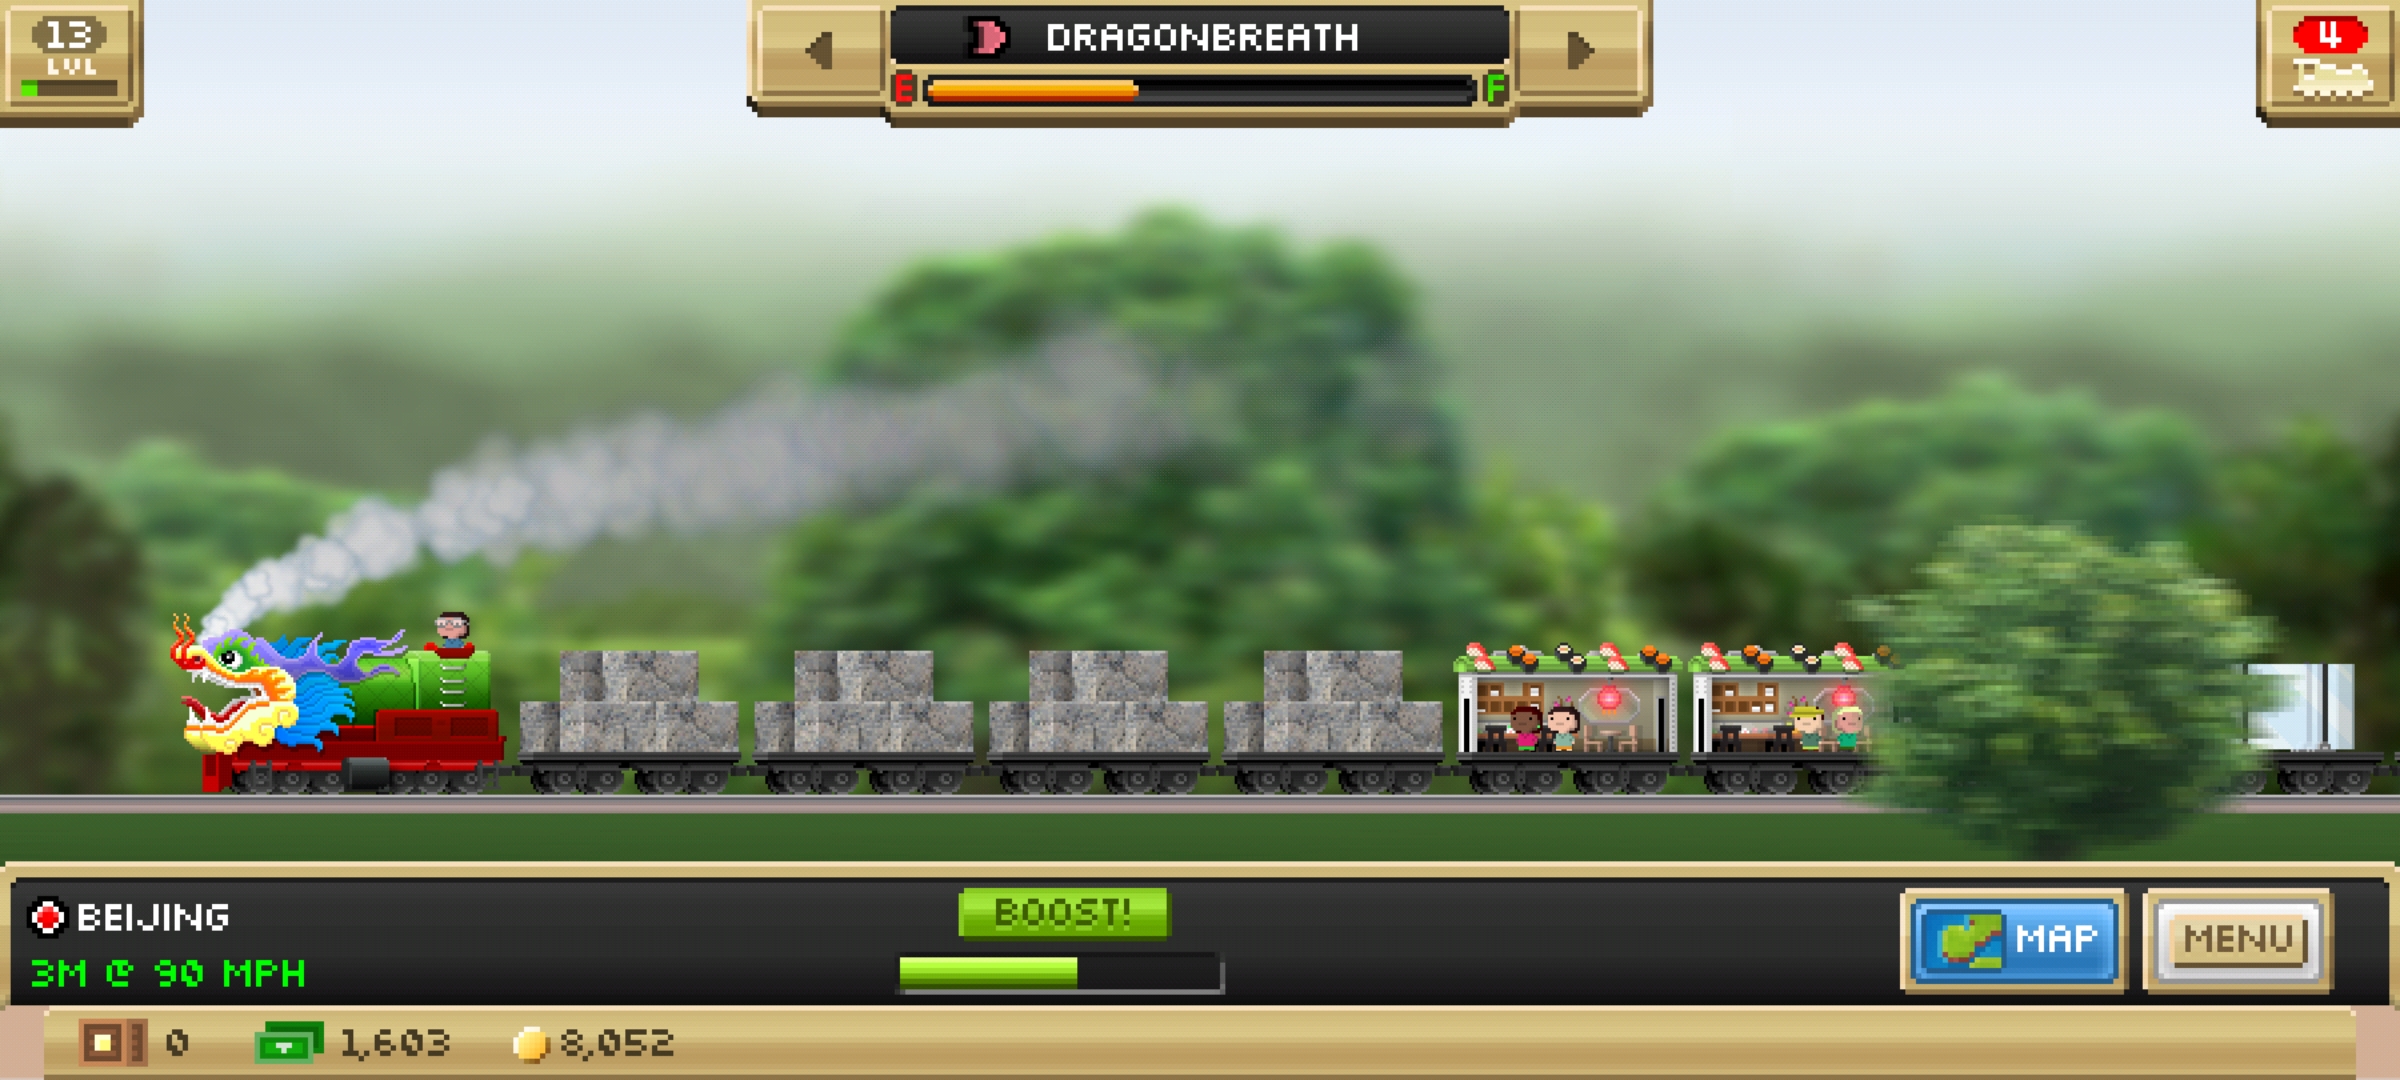 13
LVL
DRAGONBREATH
E F
4
BEIJING
3M @ 90 MPH
BOOST!
MAP
MENU
0
1,603
8,052